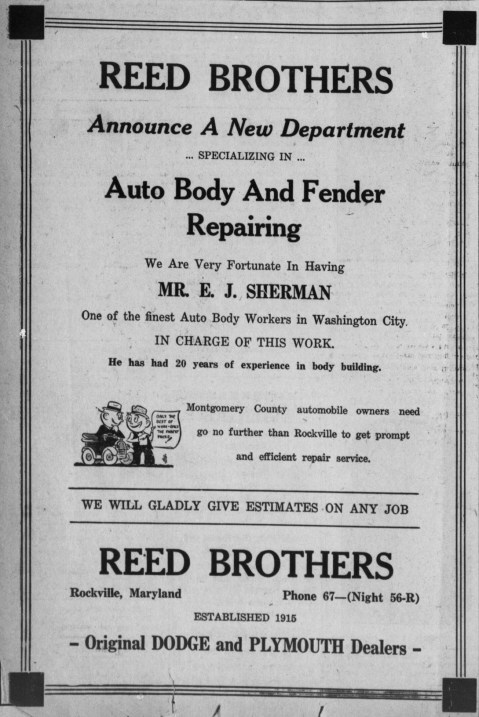 REED BROTHERS
Announce A New Department
... SPECIALIZING IN ...
Auto Body And Fender
Repairing
We Are Very Fortunate In Having
MR. E. J. SHERMAN
One of the finest Auto Body Workers in Washington City.
IN CHARGE OF THIS WORK.
He has had 20 years of experience in body building.
ONLY THE
BEST OF
Montgomery County automobile owners need
go no further than Rockville to get prompt
and efficient repair service.
WE WILL GLADLY GIVE ESTIMATES ON ANY JOB
REED BROTHERS
Rockville, Maryland Phone 67—(Night 56-R)
ESTABLISHED 1915
- Original DODGE and PLYMOUTH Dealers -